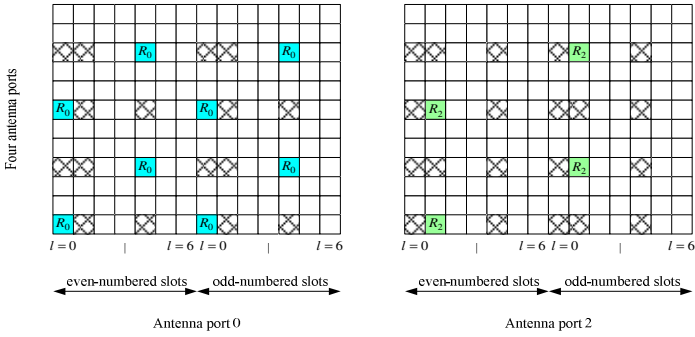 Four antenna ports
R0 R0
R2
R0 R0
R2
R0 R0
R2
R0 R0
R2
l = 0 | l = 6 l = 0 | l = 6
l = 0 | l = 6 l = 0 | l = 6
even-numbered slots odd-numbered slots
even-numbered slots odd-numbered slots
Antenna port 0
Antenna port 2